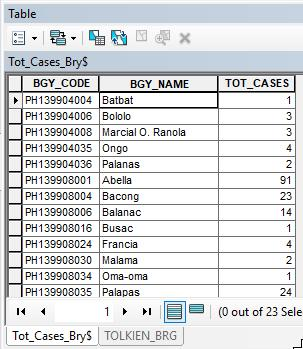 Table
Tot_Cases_Bry$
BGY_CODE BGY_NAME TOT_CASES
PH139904004 Batbat 1
PH139904006 Bololo 3
PH139904008 Marcial O. Ranola 3
PH139904035 Ongo 4
PH139904036 Palanas 2
PH139908001 Abella 91
PH139908004 Bacong 23
PH139908006 Balanac 14
PH139908016 Busac 1
PH139908024 Francia 4
PH139908030 Malama 2
PH139908034 Oma-oma 1
PH139908035 Palapas 24
1 (0 out of 23 Sele
Tot_Cases_Bry$ TOLKIEN_BRG